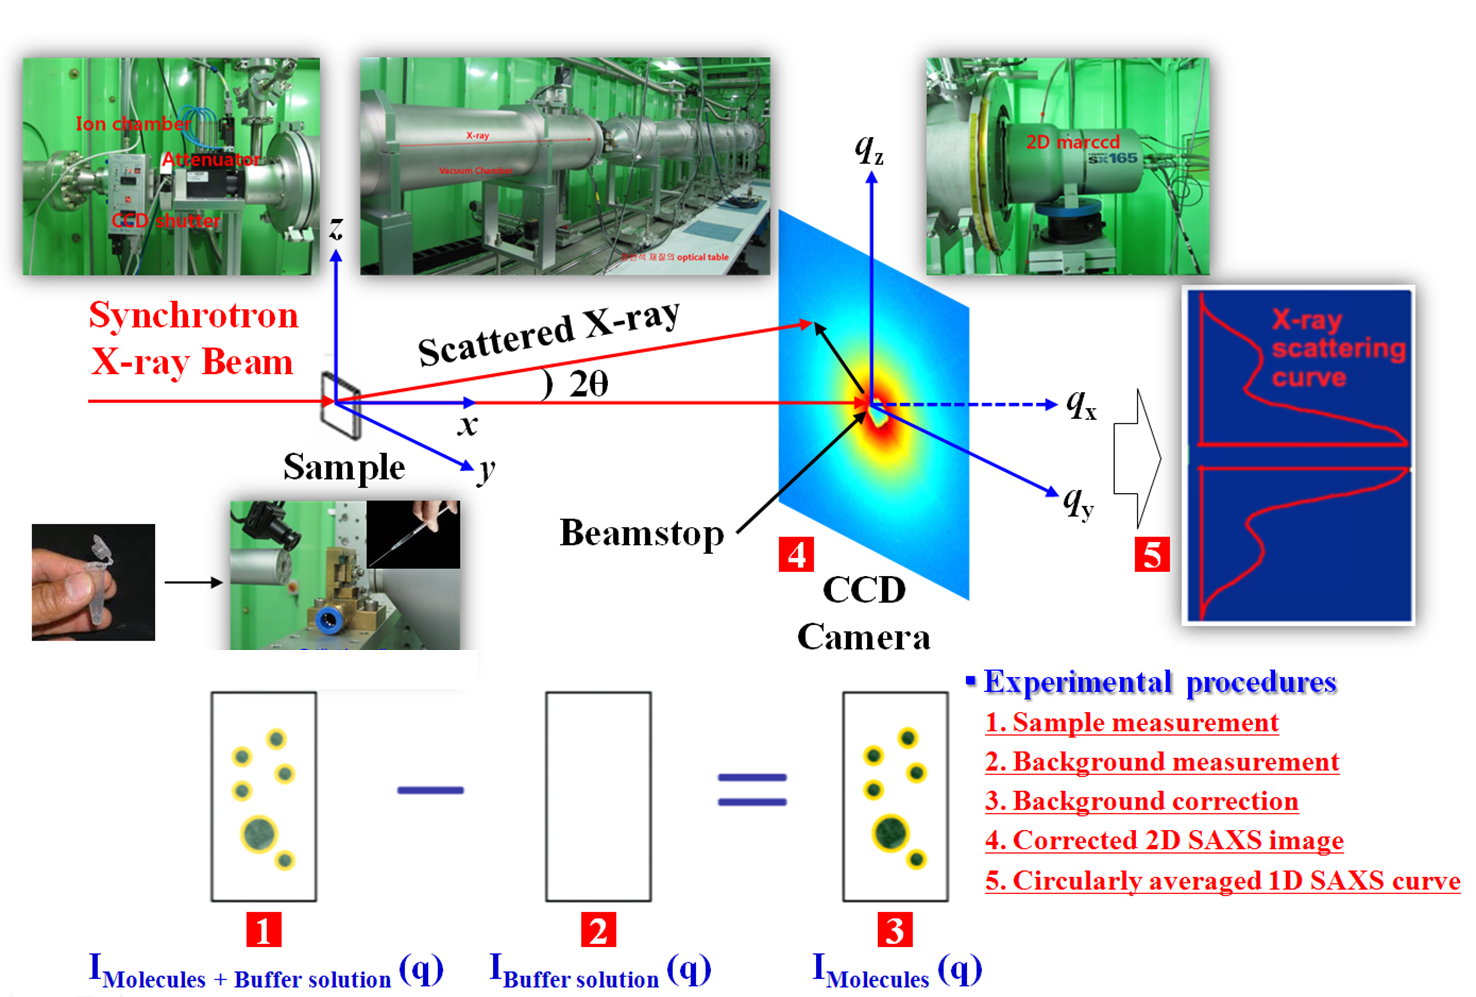 Ion chamber
Attenuator
CCD shutter
X-ray
Vacuum Chamber
재질의 optical table
2D marccd
SX165
q_z
z
Synchrotron
X-ray Beam
Scattered X-ray
) 2θ
x
y
Sample
q_x
q_y
Beamstop
4
CCD
Camera
5
X-ray
scattering
curve
▪ Experimental procedures
1. Sample measurement
2. Background measurement
3. Background correction
4. Corrected 2D SAXS image
5. Circularly averaged 1D SAXS curve
1
2
3
I_Molecules + Buffer solution (q)
I_Buffer solution (q)
I_Molecules (q)